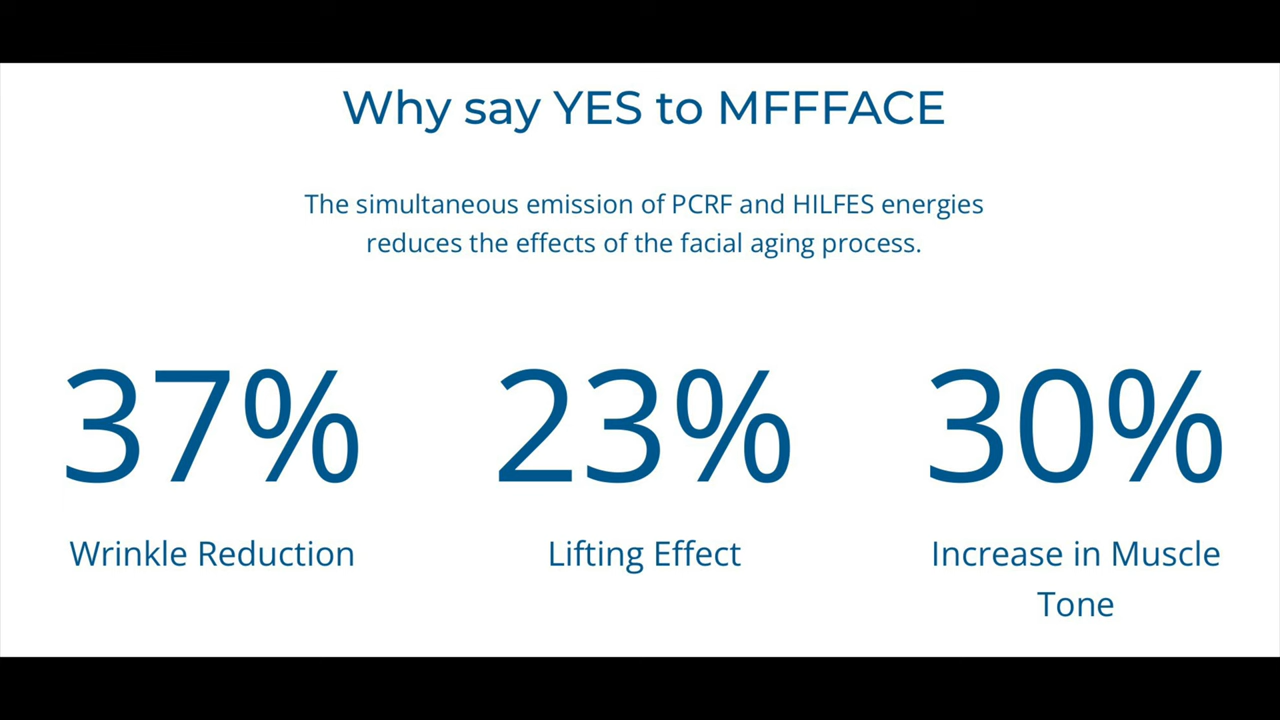 Why say YES to MFFFACE
The simultaneous emission of PCRF and HILFES energies
reduces the effects of the facial aging process.
37%
23%
30%
Wrinkle Reduction
Lifting Effect
Increase in Muscle
Tone